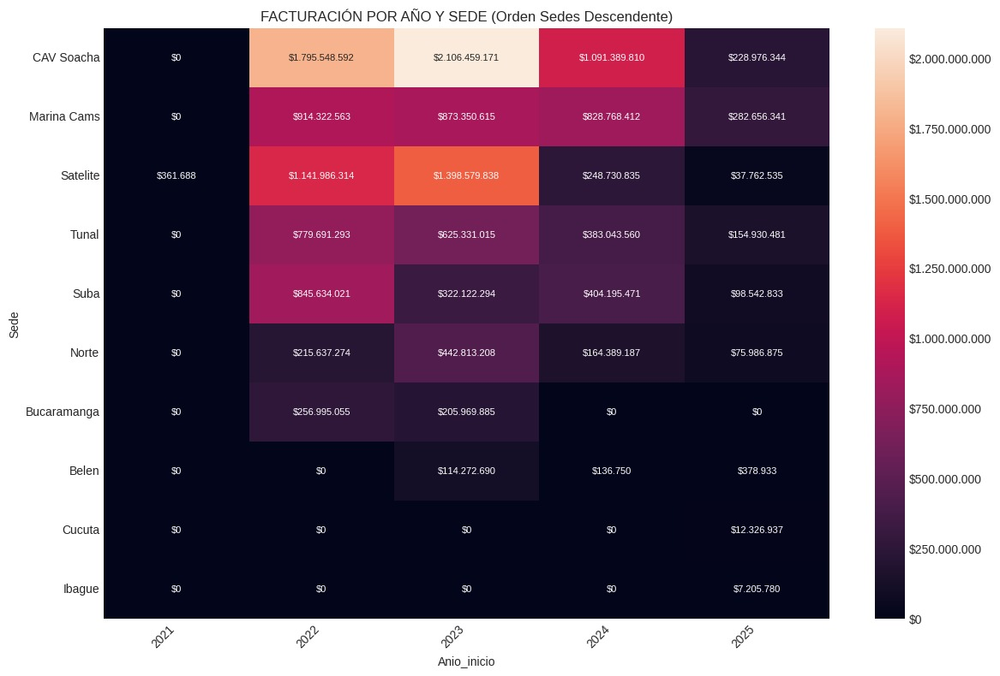 FACTURACIÓN POR AÑO Y SEDE (Orden Sedes Descendente)
CAV Soacha $0 $1.795.548.592 $2.106.459.171 $1.091.389.810 $228.976.344
Marina Cams $0 $914.322.563 $873.350.615 $828.768.412 $282.656.341
Satelite $361.688 $1.141.986.314 $1.398.579.838 $248.730.835 $37.762.535
Tunal $0 $779.691.293 $625.331.015 $383.043.560 $154.930.481
Suba $0 $845.634.021 $322.122.294 $404.195.471 $98.542.833
Norte $0 $215.637.274 $442.813.208 $164.389.187 $75.986.875
Bucaramanga $0 $256.995.055 $205.969.885 $0 $0
Belen $0 $0 $114.272.690 $136.750 $378.933
Cucuta $0 $0 $0 $0 $12.326.937
Ibague $0 $0 $0 $0 $7.205.780
Sede
2021 2022 2023 2024 2025
Anio_inicio
$2.000.000.000
$1.750.000.000
$1.500.000.000
$1.250.000.000
$1.000.000.000
$750.000.000
$500.000.000
$250.000.000
$0